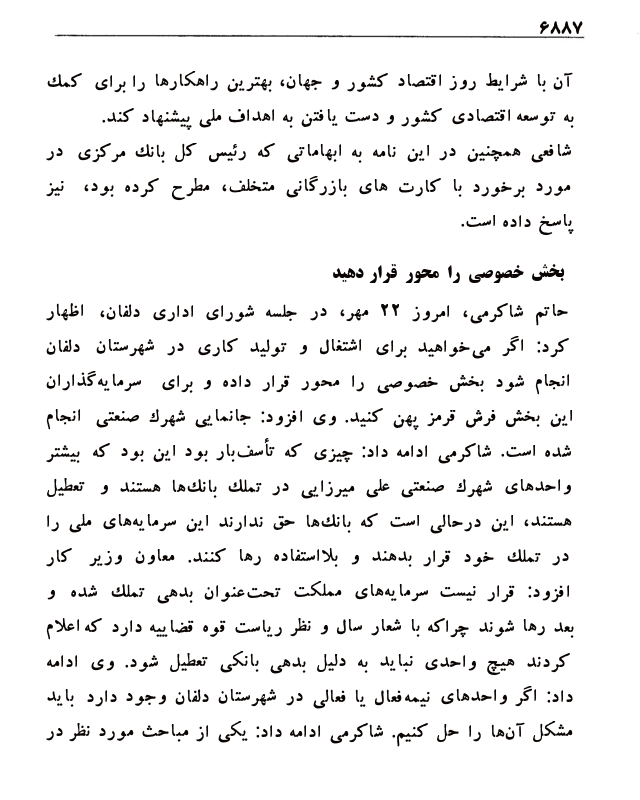 ۶۸۸۷
آن با شرایط روز اقتصاد کشور و جهان، بهترین راهکارها را برای کمک
به توسعه اقتصادی کشور و دست یافتن به اهداف ملی پیشنهاد کند.
شافعی همچنین در این نامه به ابهاماتی که رئیس کل بانک مرکزی در
مورد برخورد با کارت های بازرگانی متخلف، مطرح کرده بود، نیز
پاسخ داده است.
بخش خصوصی را محور قرار دهید
حاتم شاکرمی، امروز ۲۲ مهر، در جلسه شورای اداری دلفان، اظهار
کرد: اگر می‌خواهید برای اشتغال و تولید کاری در شهرستان دلفان
انجام شود بخش خصوصی را محور قرار داده و برای سرمایه‌گذاران
این بخش فرش قرمز پهن کنید. وی افزود: جانمایی شهرک صنعتی انجام
شده است. شاکرمی ادامه داد: چیزی که تأسف‌بار بود این بود که بیشتر
واحدهای شهرک صنعتی علی میرزایی در تملک بانک‌ها هستند و تعطیل
هستند، این درحالی است که بانک‌ها حق ندارند این سرمایه‌های ملی را
در تملک خود قرار بدهند و بلااستفاده رها کنند. معاون وزیر کار
افزود: قرار نیست سرمایه‌های مملکت تحت‌عنوان بدهی تملک شده و
بعد رها شوند چراکه با شعار سال و نظر ریاست قوه قضاییه دارد که اعلام
کردند هیچ واحدی نباید به دلیل بدهی بانکی تعطیل شود. وی ادامه
داد: اگر واحدهای نیمه‌فعال یا فعالی در شهرستان دلفان وجود دارد باید
مشکل آن‌ها را حل کنیم. شاکرمی ادامه داد: یکی از مباحث مورد نظر در